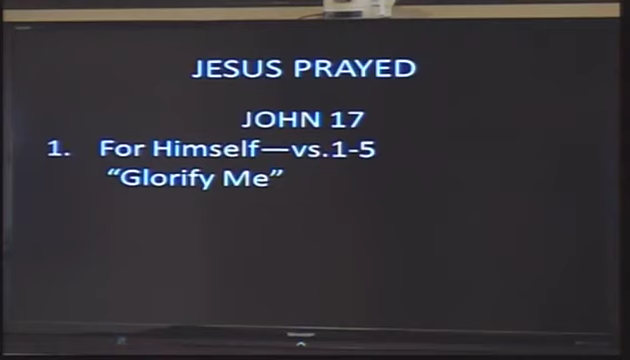 JESUS PRAYED
JOHN 17
1. For Himself—vs.1-5
“Glorify Me”